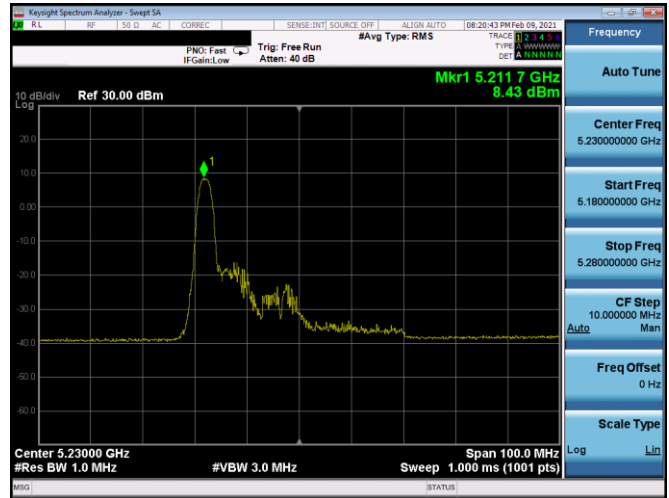 Keysight Spectrum Analyzer - Swept SA
RL RF 50 Ω AC CORREC SENSE:INT SOURCE OFF ALIGN AUTO 08:20:43 PM Feb 09, 2021
#Avg Type: RMS TRACE 1 2 3 4 5 6
PNO: Fast Trig: Free Run TYPE A WWWWW
IFGain:Low Atten: 40 dB DET A N N N N N
Mkr1 5.211 7 GHz
8.43 dBm
10 dB/div Ref 30.00 dBm
Log
20.0
1
10.0
0.00
-10.0
-20.0
-30.0
-40.0
-50.0
-60.0
Center 5.23000 GHz Span 100.0 MHz
#Res BW 1.0 MHz #VBW 3.0 MHz Sweep 1.000 ms (1001 pts)
MSG STATUS
Frequency
Auto Tune
Center Freq
5.230000000 GHz
Start Freq
5.180000000 GHz
Stop Freq
5.280000000 GHz
CF Step
10.000000 MHz
Auto Man
Freq Offset
0 Hz
Scale Type
Log Lin